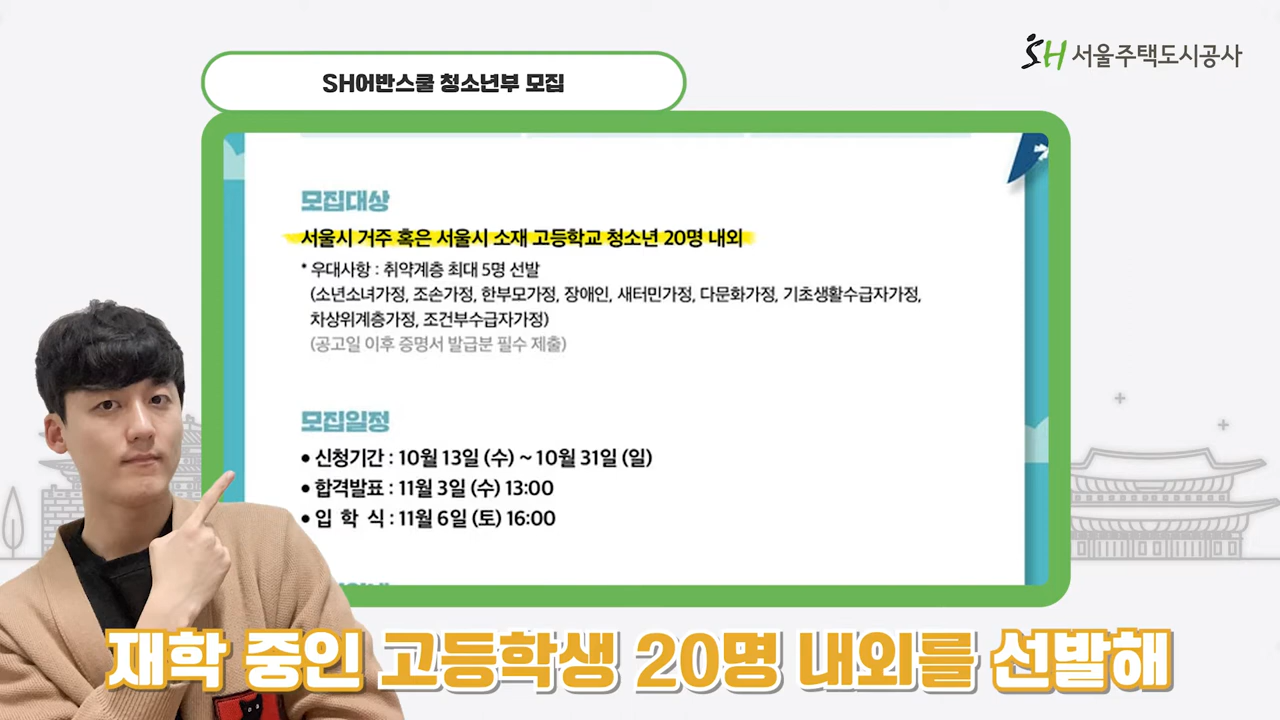 SH 서울주택도시공사
SH어반스쿨 청소년부 모집
모집대상
서울시 거주 혹은 서울시 소재 고등학교 청소년 20명 내외
* 우대사항 : 취약계층 최대 5명 선발
(소년소녀가정, 조손가정, 한부모가정, 장애인, 새터민가정, 다문화가정, 기초생활수급자가정,
차상위계층가정, 조건부수급자가정)
(공고일 이후 증명서 발급분 필수 제출)
모집일정
• 신청기간 : 10월 13일 (수) ~ 10월 31일 (일)
• 합격발표 : 11월 3일 (수) 13:00
• 입 학 식 : 11월 6일 (토) 16:00
재학 중인 고등학생 20명 내외를 선발해